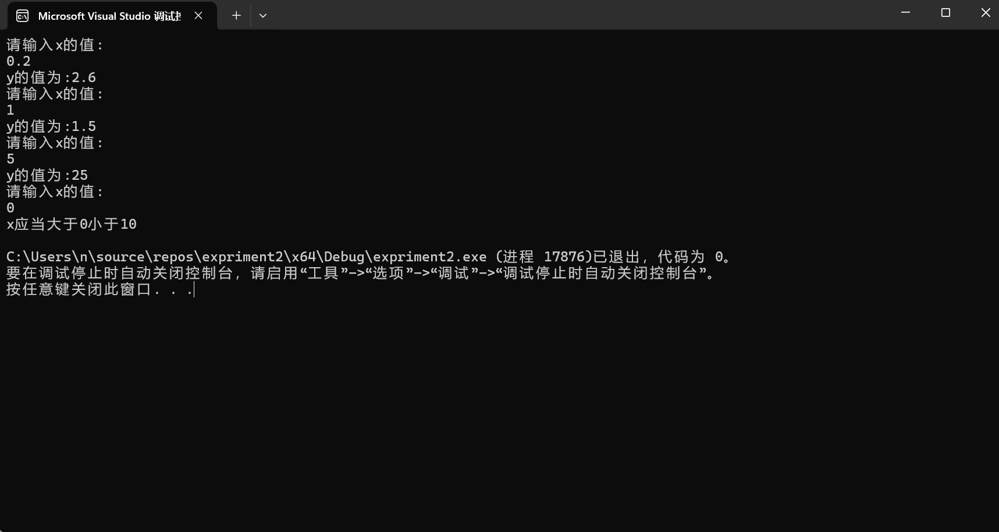 Microsoft Visual Studio 调试控
请输入x的值:
0.2
y的值为:2.6
请输入x的值:
1
y的值为:1.5
请输入x的值:
5
y的值为:25
请输入x的值:
0
x应当大于0小于10
C:\Users\n\source\repos\expriment2\x64\Debug\expriment2.exe (进程 17876)已退出，代码为 0。
要在调试停止时自动关闭控制台，请启用“工具”->“选项”->“调试”->“调试停止时自动关闭控制台”。
按任意键关闭此窗口. . .